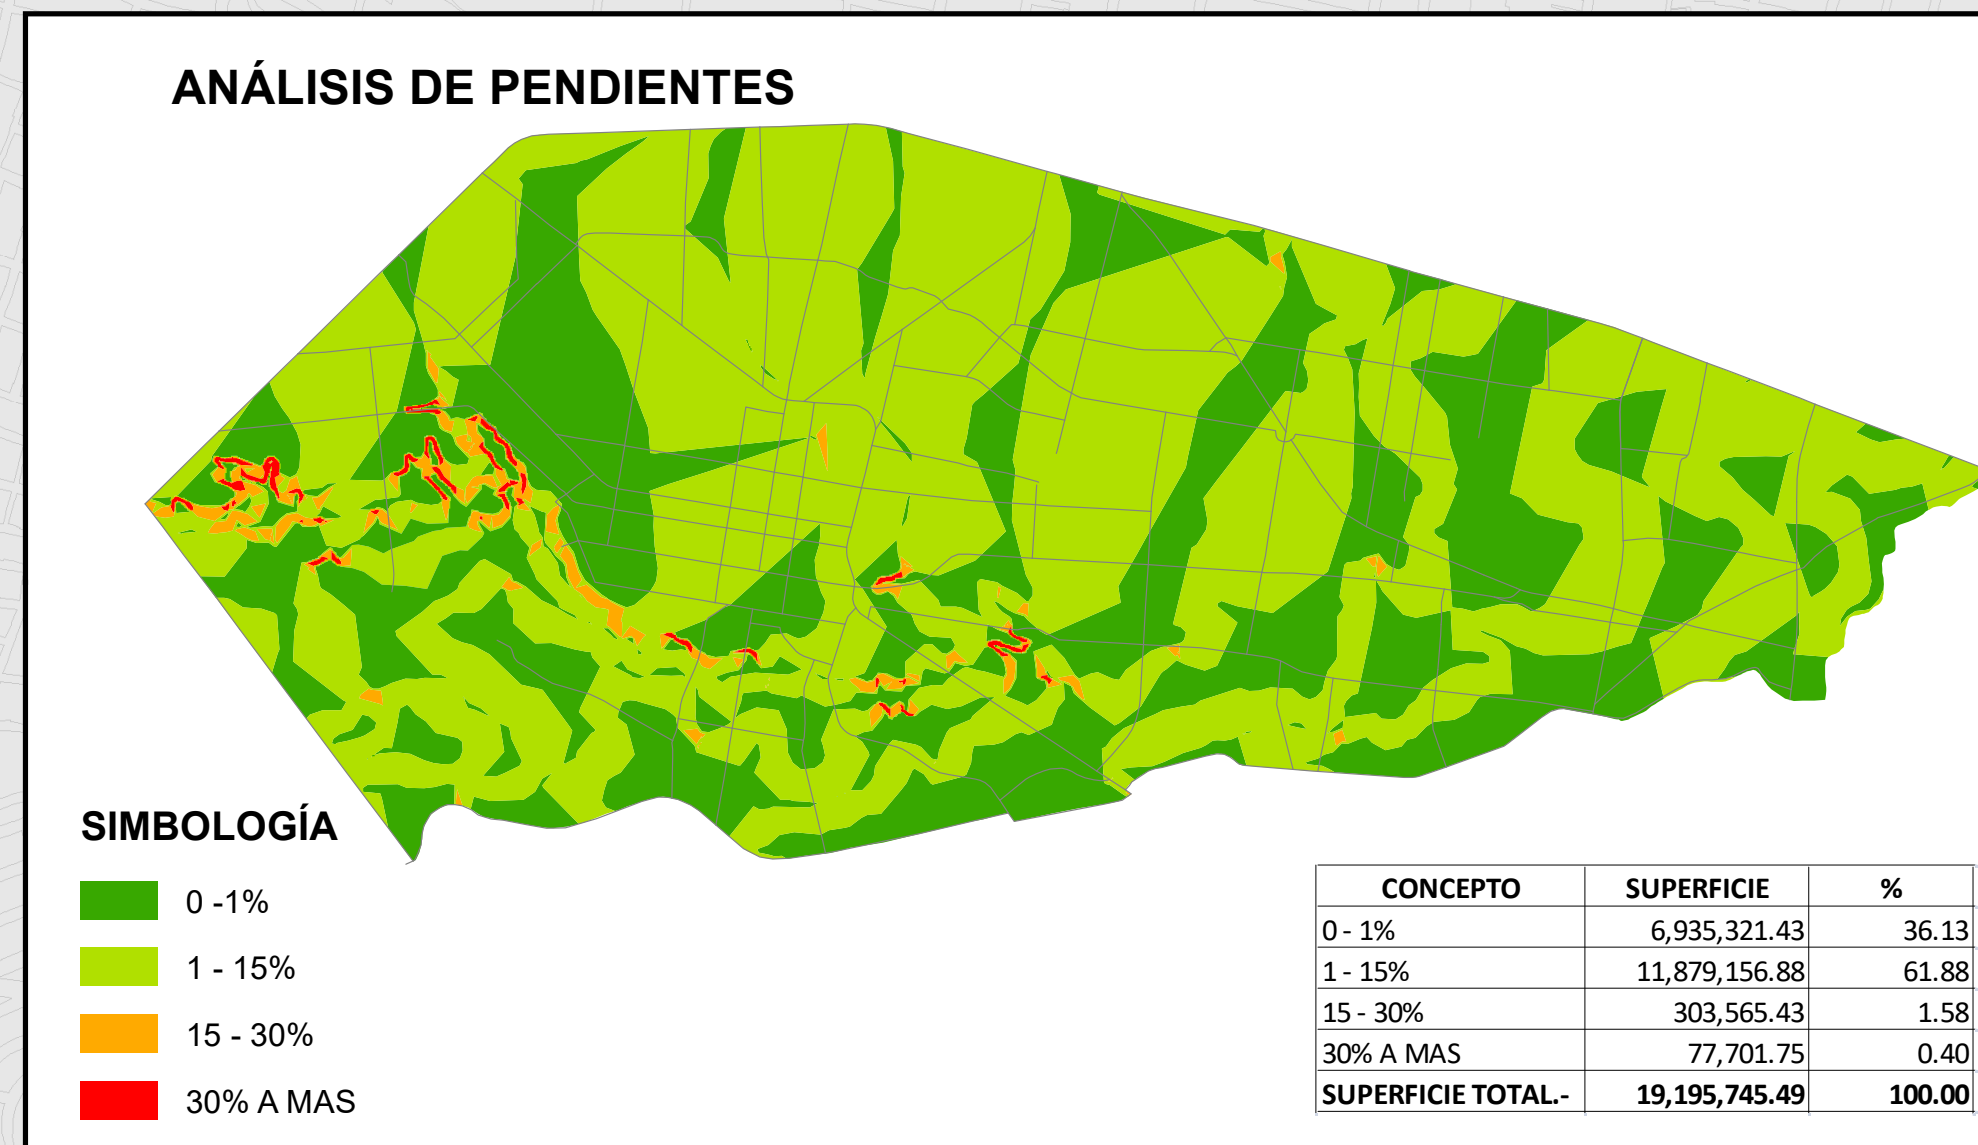 ANÁLISIS DE PENDIENTES
SIMBOLOGÍA
0 -1%
1 - 15%
15 - 30%
30% A MAS
CONCEPTO SUPERFICIE %
0 - 1% 6,935,321.43 36.13
1 - 15% 11,879,156.88 61.88
15 - 30% 303,565.43 1.58
30% A MAS 77,701.75 0.40
SUPERFICIE TOTAL.- 19,195,745.49 100.00